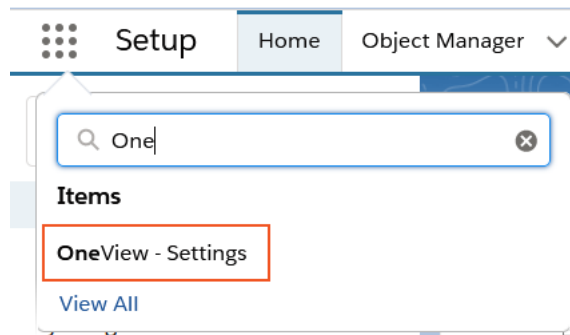 Setup
Home
Object Manager
One
Items
OneView - Settings
View All